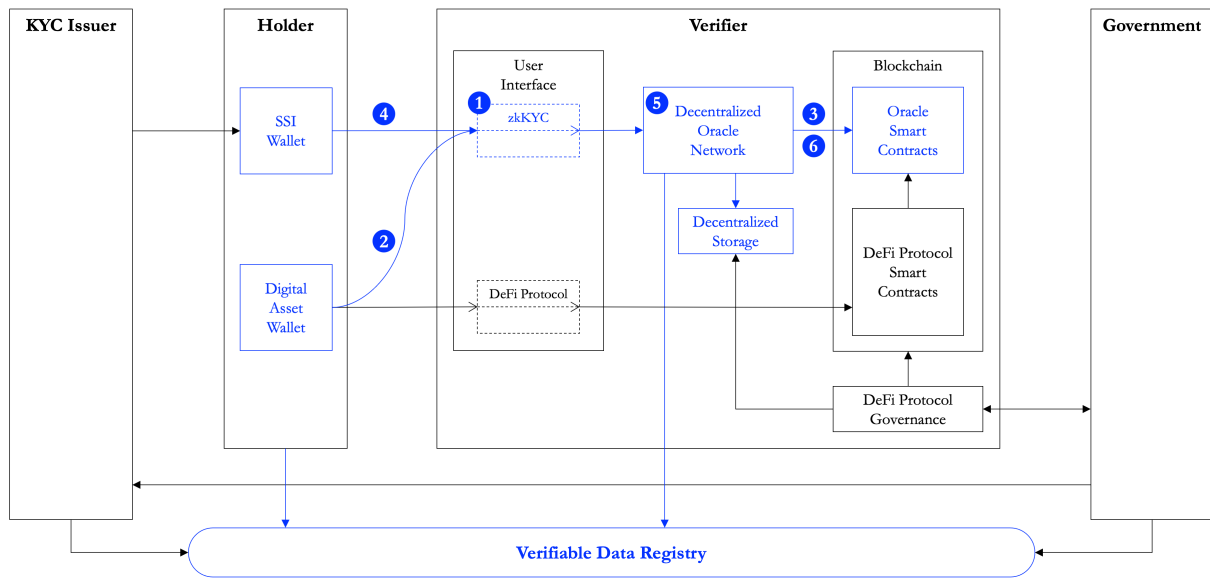 KYC Issuer
Holder
Verifier
Government
User
Interface
Blockchain
SSI
Wallet
4
1
zkKYC
5
Decentralized
Oracle
Network
3
6
Oracle
Smart
Contracts
2
Decentralized
Storage
DeFi Protocol
Smart
Contracts
Digital
Asset
Wallet
DeFi Protocol
DeFi Protocol
Governance
Verifiable Data Registry